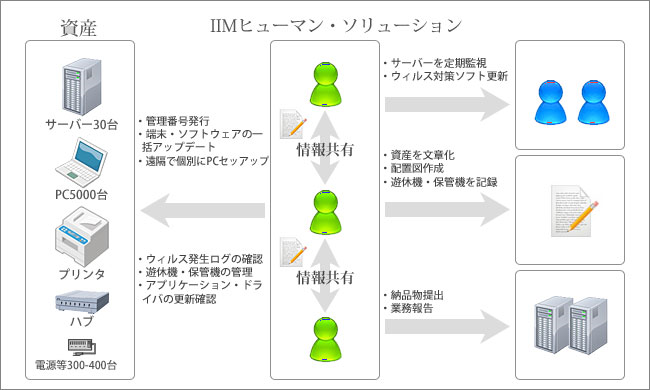 資産
IIMヒューマン・ソリューション
サーバー30台
PC5000台
プリンタ
ハブ
電源等300-400台
・管理番号発行
・端末・ソフトウェアの一
括アップデート
・遠隔で個別にPCセッアップ
・ウィルス発生ログの確認
・遊休機・保管機の管理
・アプリケーション・ドラ
イバの更新確認
情報共有
情報共有
・サーバーを定期監視
・ウィルス対策ソフト更新
・資産を文章化
・配置図作成
・遊休機・保管機を記録
・納品物提出
・業務報告